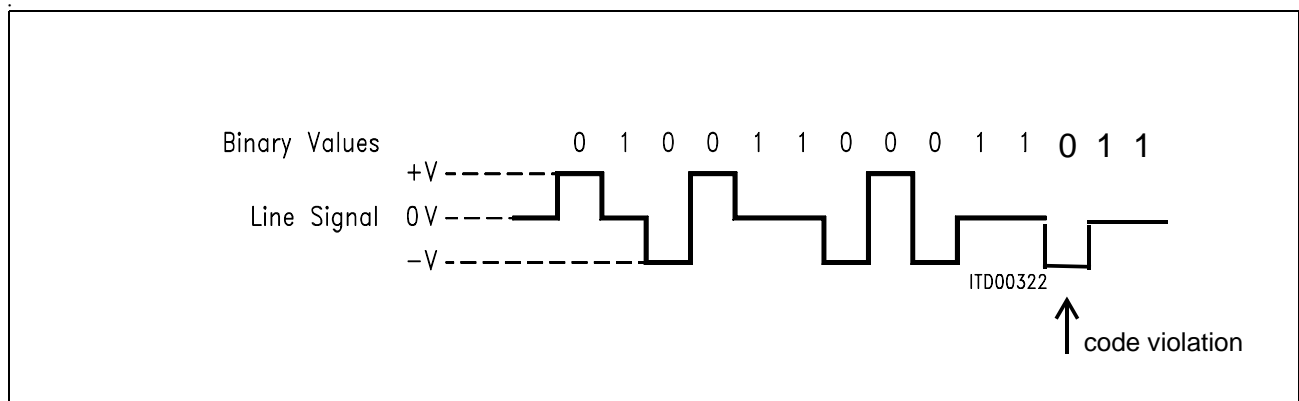 .
Binary Values 0 1 0 0 1 1 0 0 0 1 1 0 1 1
+V
Line Signal 0V
-V
ITD00322
code violation